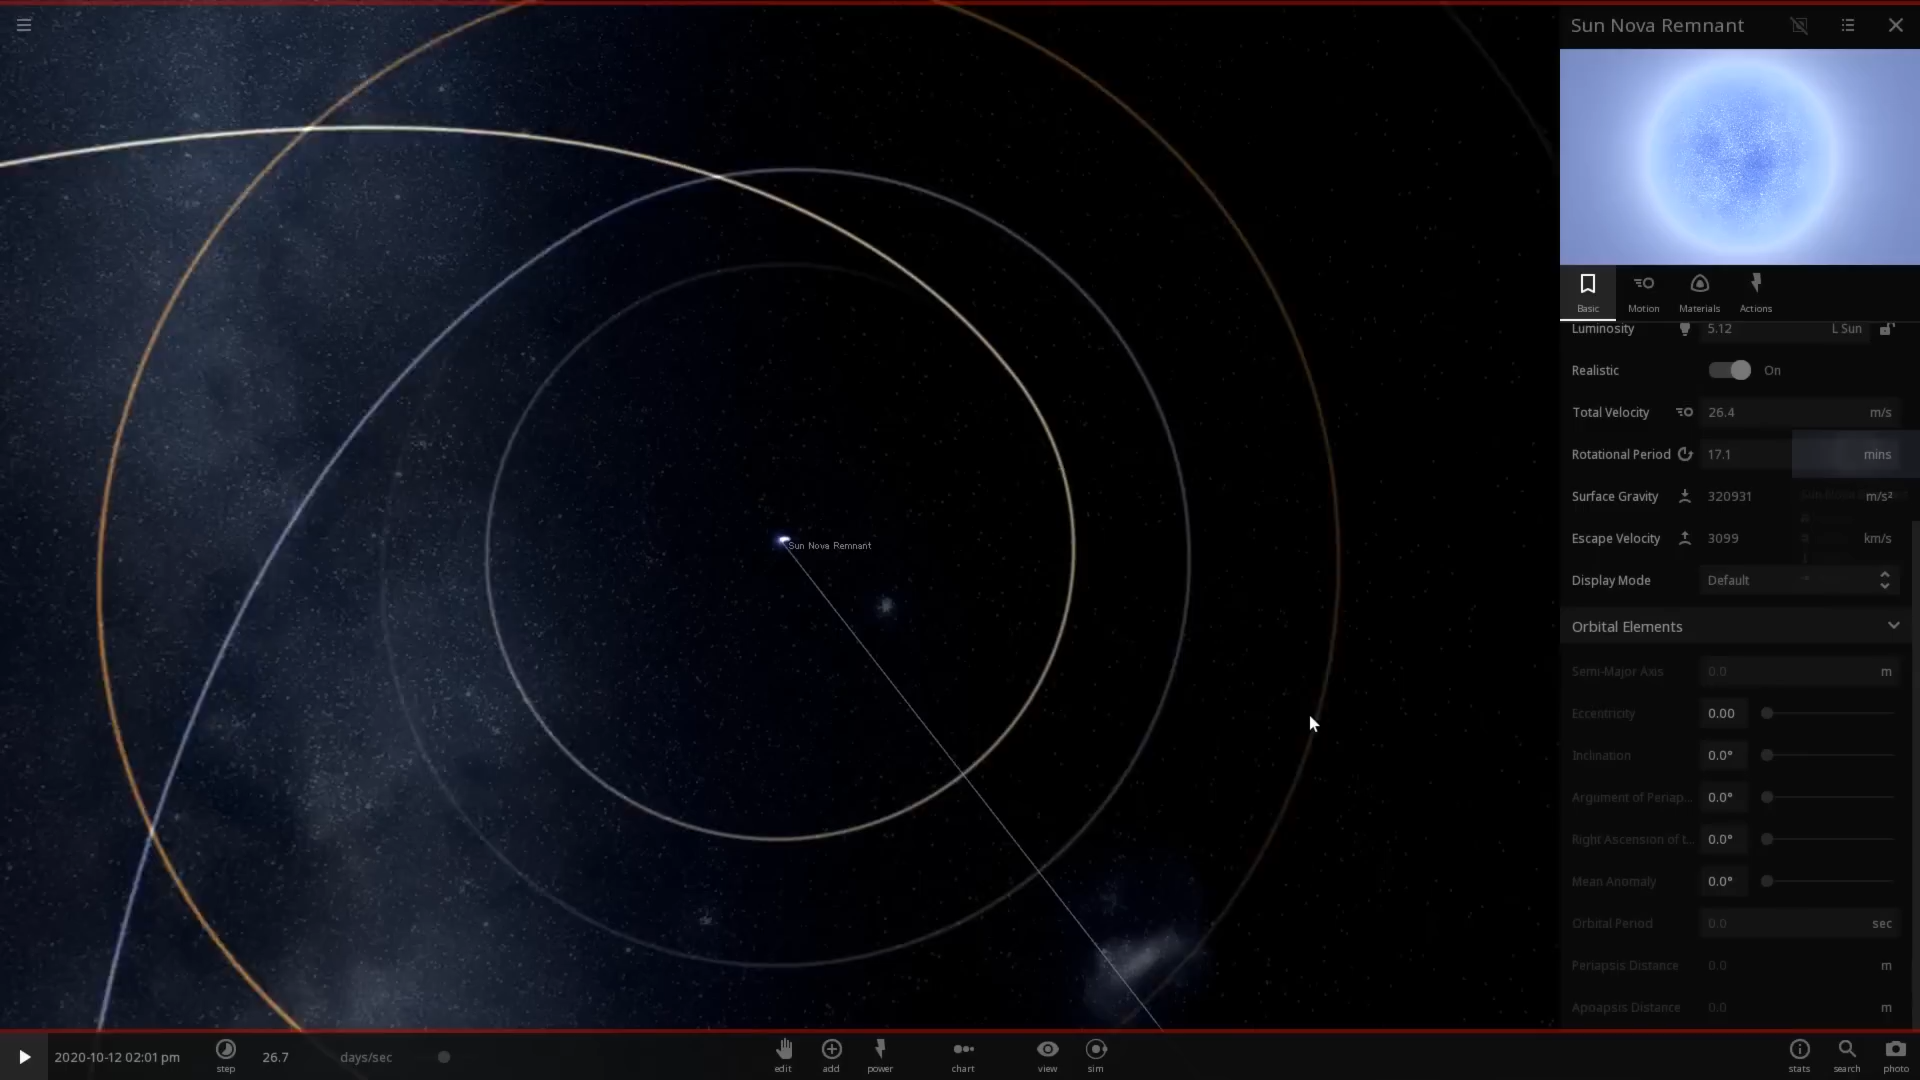 Sun Nova Remnant
Basic Motion Materials Actions
Luminosity 5.12 L Sun
Realistic On
Total Velocity 26.4 m/s
Rotational Period 17.1 mins
Surface Gravity 320931 m/s²
Escape Velocity 3099 km/s
Display Mode Default
Orbital Elements
Semi-Major Axis 0.0 m
Eccentricity 0.00
Inclination 0.0°
Argument of Periap... 0.0°
Right Ascension of t... 0.0°
Mean Anomaly 0.0°
Orbital Period 0.0 sec
Periapsis Distance 0.0 m
Apoapsis Distance 0.0 m
Sun Nova Remnant
2020-10-12 02:01 pm step 26.7 days/sec edit add power chart view sim stats search photo